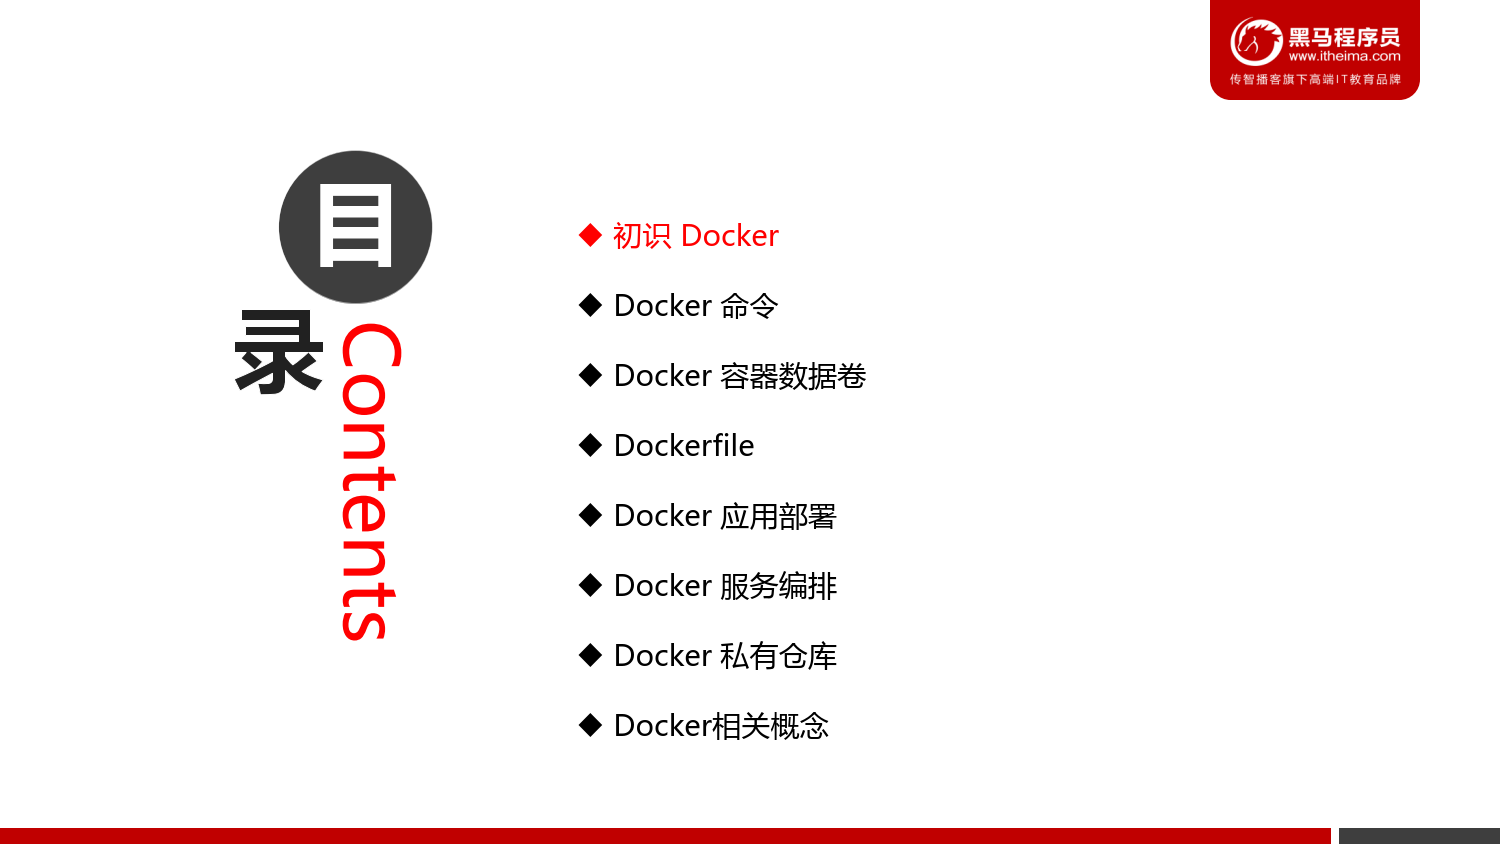 黑马程序员
www.itheima.com
传智播客旗下高端IT教育品牌
目
录
Contents
初识 Docker
Docker 命令
Docker 容器数据卷
Dockerfile
Docker 应用部署
Docker 服务编排
Docker 私有仓库
Docker相关概念